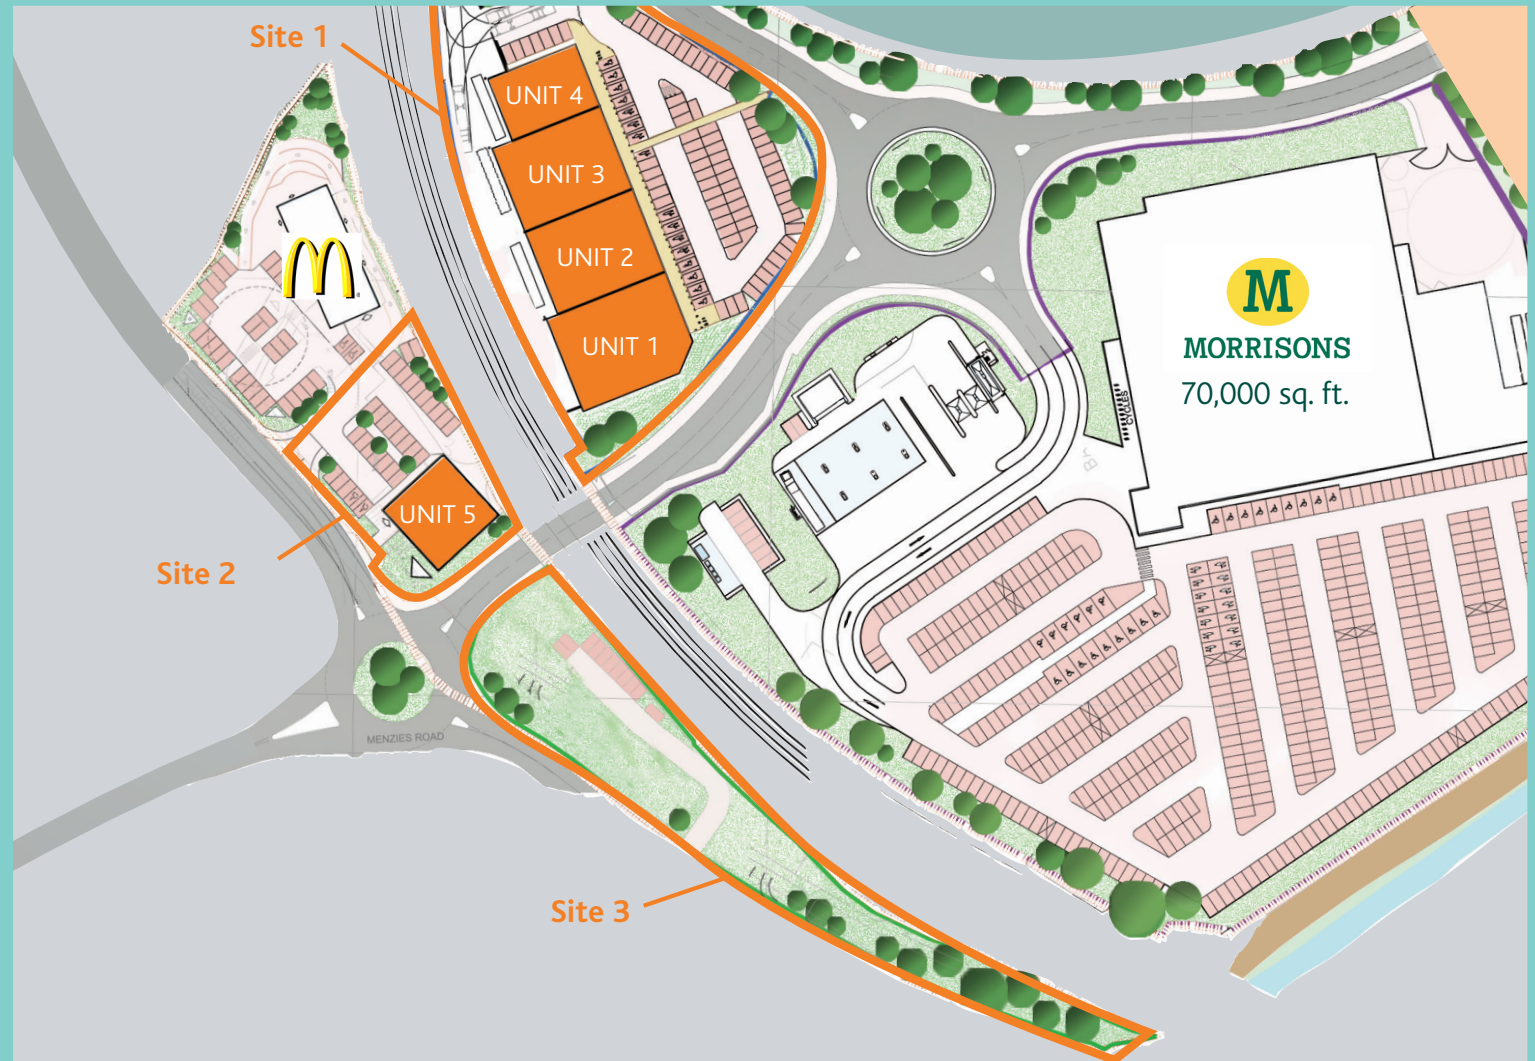 Site 1
UNIT 4
UNIT 3
UNIT 2
UNIT 1
M
MORRISONS
70,000 sq. ft.
CYCLES
UNIT 5
Site 2
MENZIES ROAD
Site 3